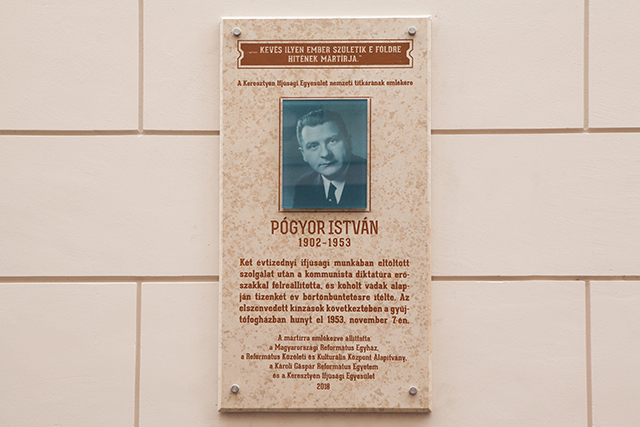 „... KEVÉS ILYEN EMBER SZÜLETIK E FÖLDRE
HITÉNEK MÁRTÍRJA.”
A Keresztyén Ifjúsági Egyesület nemzeti titkárának emlékére
PÓGYOR ISTVÁN
1902-1953
Két évtizednyi ifjúsági munkában eltöltött
szolgálat után a kommunista diktatúra erő-
szakkal félreállította, és koholt vádak alap-
ján tizenkét év börtönbüntetésre ítélte. Az
elszenvedett kínzások következtében a gyűj-
tőfogházban hunyt el 1953. november 7-én.
A mártírra emlékezve állíttatta
a Magyarországi Református Egyház,
a Református Közéleti és Kulturális Központ Alapítvány,
a Károli Gáspár Református Egyetem
és a Keresztyén Ifjúsági Egyesület
2018